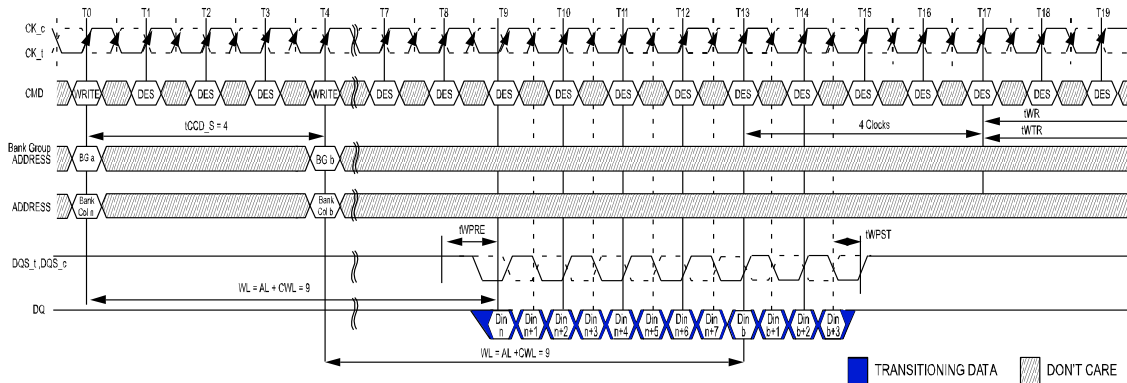 T0 T1 T2 T3 T4 T7 T8 T9 T10 T11 T12 T13 T14 T15 T16 T17 T18 T19
CK_c
CK_t
CMD WRITE DES DES DES WRITE DES DES DES DES DES DES DES DES DES DES DES DES DES
tCCD_S = 4 4 Clocks tWR
tWTR
Bank Group
ADDRESS BG a BG b
ADDRESS Bank Col n Bank Col b
tWPRE tWPST
DQS_t ,DQS_c
WL = AL + CWL = 9
DQ Din n Din n+1 Din n+2 Din n+3 Din n+4 Din n+5 Din n+6 Din n+7 Din b Din b+1 Din b+2 Din b+3
WL = AL +CWL = 9
TRANSITIONING DATA DON'T CARE